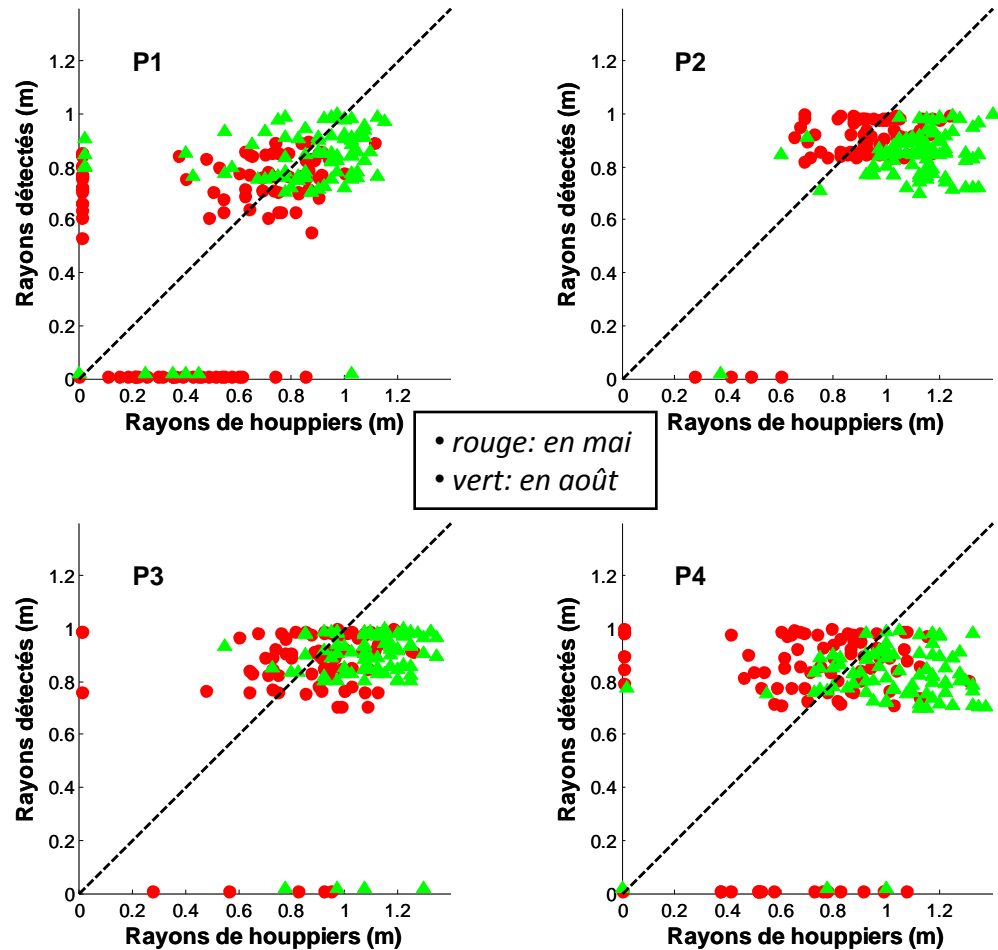 P1
Rayons détectés (m)
1.2
1
0.8
0.6
0.4
0.2
0
0 0.2 0.4 0.6 0.8 1 1.2
Rayons de houppiers (m)
P2
Rayons détectés (m)
1.2
1
0.8
0.6
0.4
0.2
0
0 0.2 0.4 0.6 0.8 1 1.2
Rayons de houppiers (m)
• rouge: en mai
• vert: en août
P3
Rayons détectés (m)
1.2
1
0.8
0.6
0.4
0.2
0
0 0.2 0.4 0.6 0.8 1 1.2
Rayons de houppiers (m)
P4
Rayons détectés (m)
1.2
1
0.8
0.6
0.4
0.2
0
0 0.2 0.4 0.6 0.8 1 1.2
Rayons de houppiers (m)